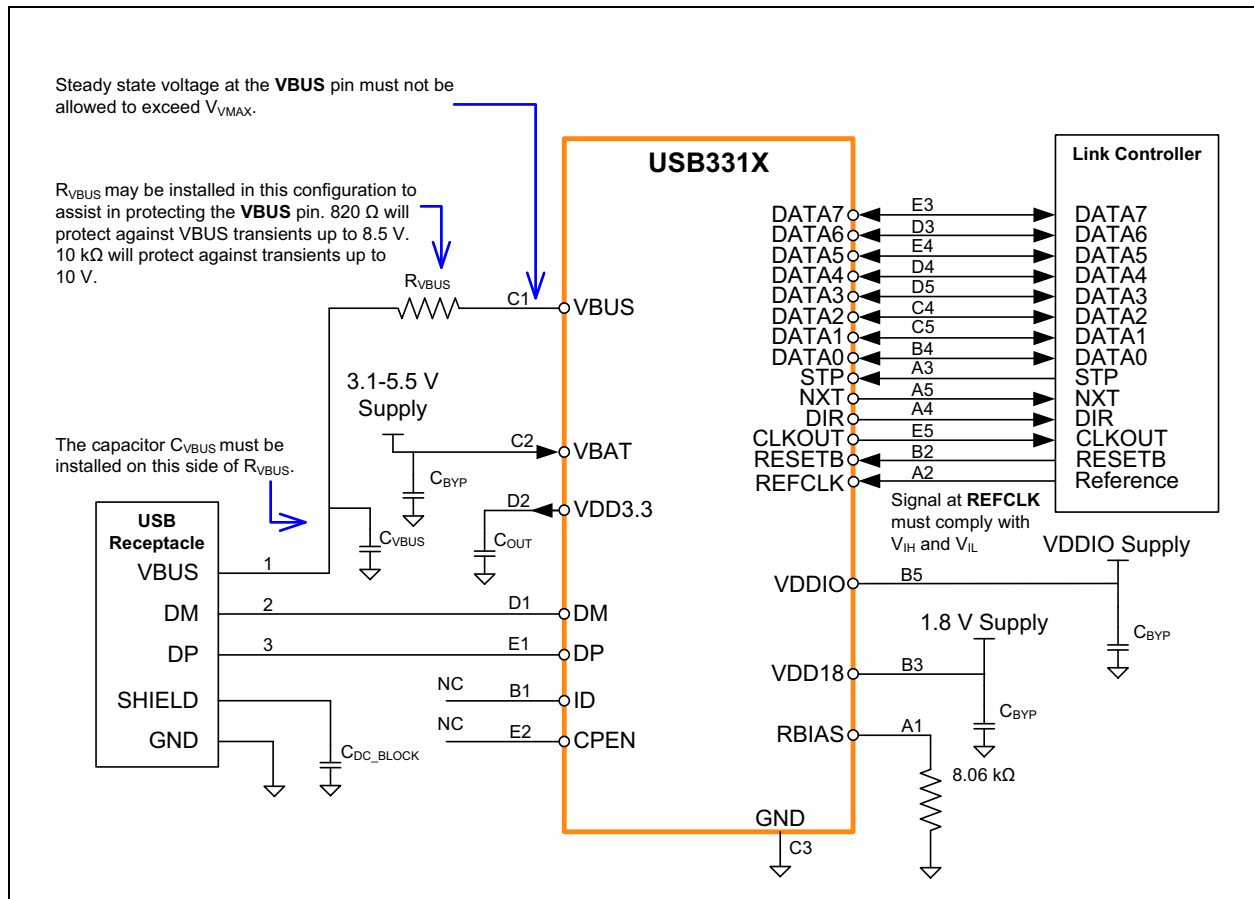 Steady state voltage at the VBUS pin must not be
allowed to exceed VVMAX.
RVBUS may be installed in this configuration to
assist in protecting the VBUS pin. 820 Ω will
protect against VBUS transients up to 8.5 V.
10 kΩ will protect against transients up to
10 V.
RVBUS
C1
3.1-5.5 V
Supply
The capacitor CVBUS must be
installed on this side of RVBUS.
C2
CBYP
D2
COUT
CVBUS
USB
Receptacle
VBUS
1
DM
2
D1
DP
3
E1
SHIELD
NC
B1
GND
NC
E2
CDC_BLOCK
USB331X
VBUS
VBAT
VDD3.3
DM
DP
ID
CPEN
DATA7
DATA6
DATA5
DATA4
DATA3
DATA2
DATA1
DATA0
STP
NXT
DIR
CLKOUT
RESETB
REFCLK
VDDIO
VDD18
RBIAS
GND
C3
E3
D3
E4
D4
D5
C4
C5
B4
A3
A5
A4
E5
B2
A2
Link Controller
DATA7
DATA6
DATA5
DATA4
DATA3
DATA2
DATA1
DATA0
STP
NXT
DIR
CLKOUT
RESETB
Reference
Signal at REFCLK
must comply with
VIH and VIL
VDDIO Supply
B5
CBYP
1.8 V Supply
B3
CBYP
A1
8.06 kΩ